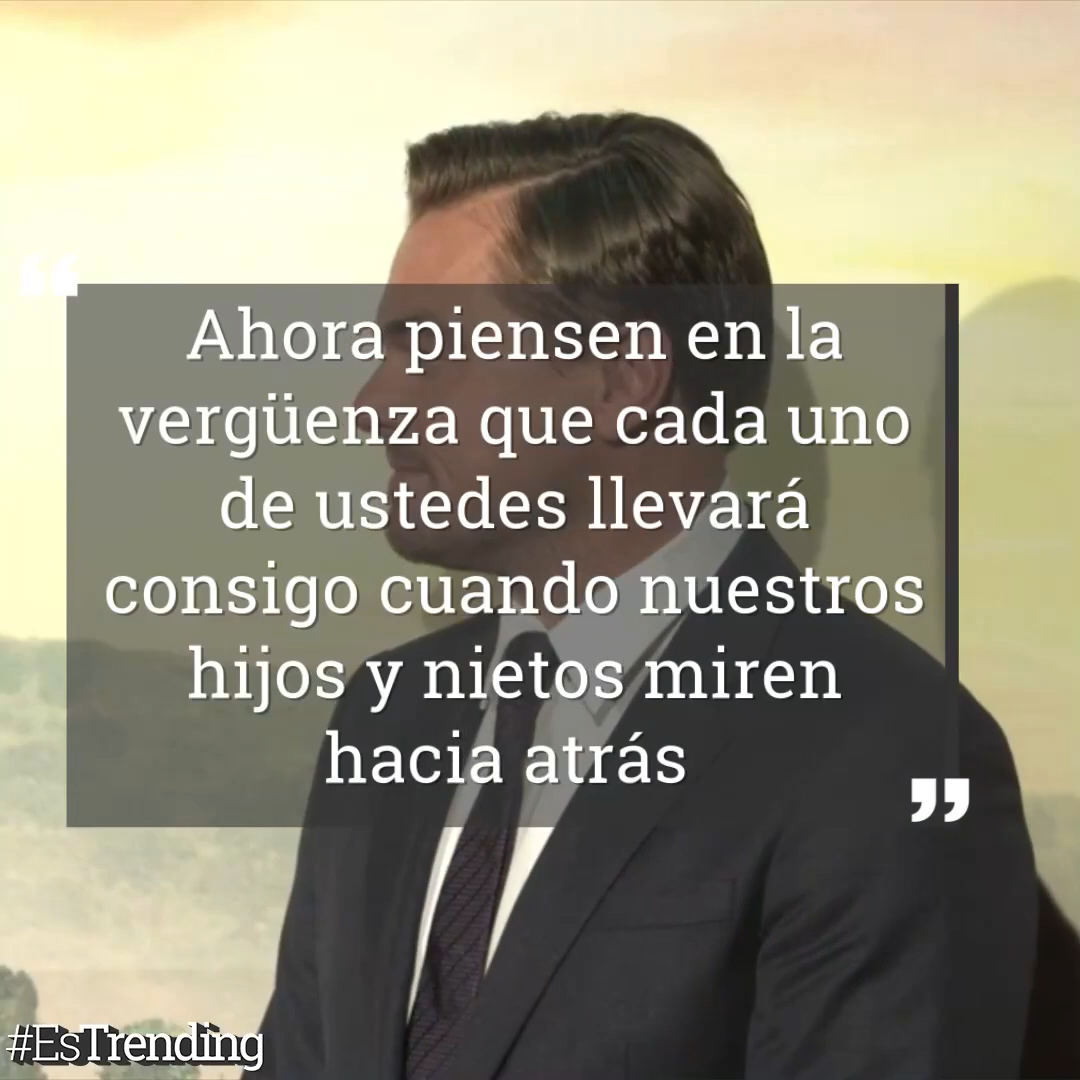 “
Ahora piensen en la
vergüenza que cada uno
de ustedes llevará
consigo cuando nuestros
hijos y nietos miren
hacia atrás
”
#EsTrending